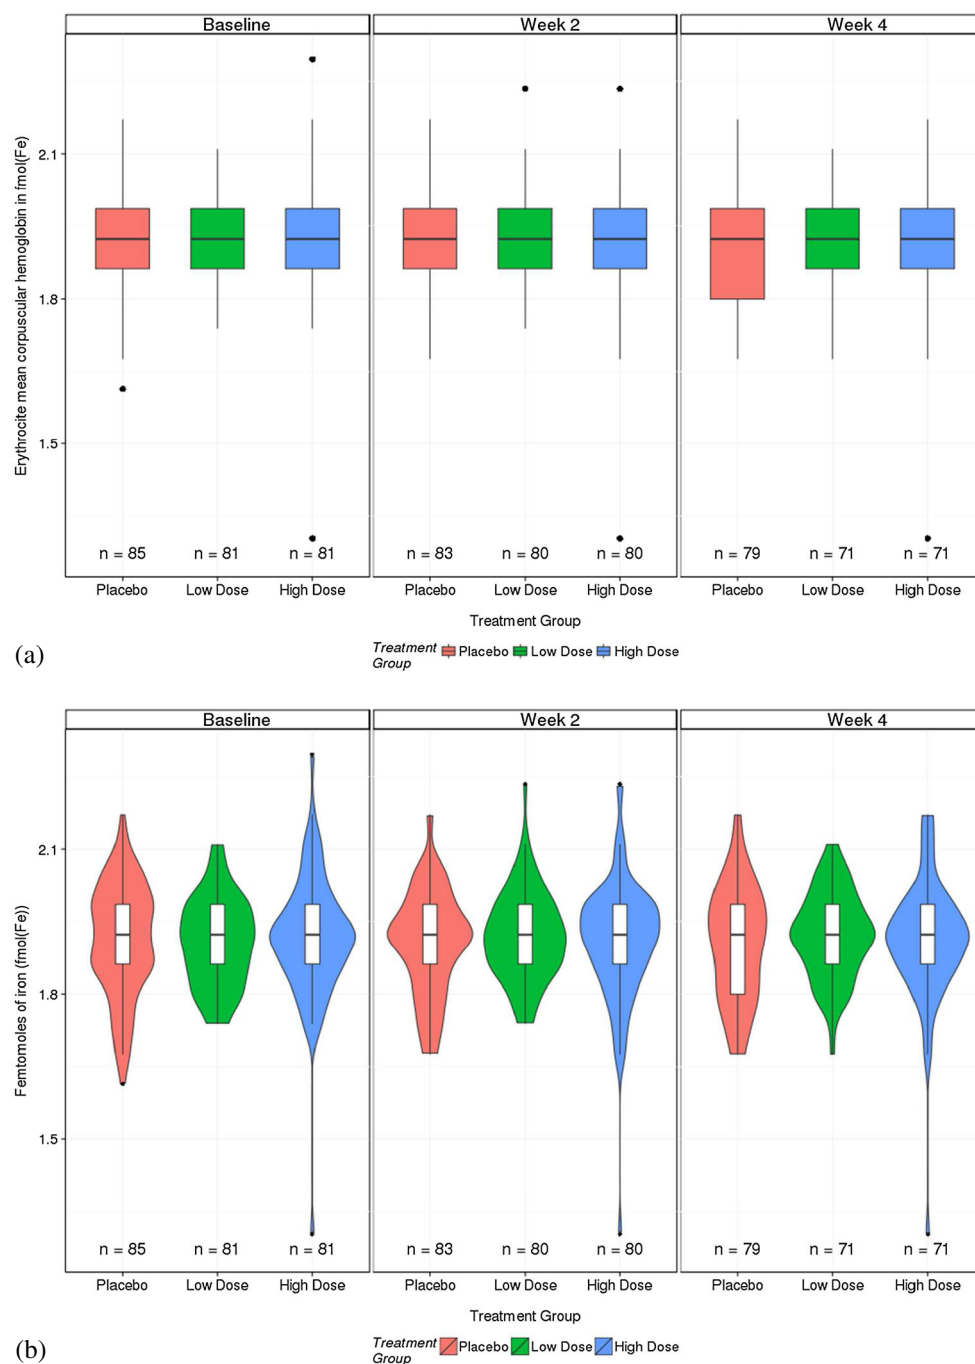 Baseline Week 2 Week 4
Erythrocite mean corpuscular hemoglobin in fmol(Fe)
2.1
1.8
1.5
n = 85 n = 81 n = 81 n = 83 n = 80 n = 80 n = 79 n = 71 n = 71
Placebo Low Dose High Dose Placebo Low Dose High Dose Placebo Low Dose High Dose
Treatment Group
(a)
Treatment Placebo Low Dose High Dose
Group
Baseline Week 2 Week 4
Femtomoles of iron (fmol(Fe))
2.1
1.8
1.5
n = 85 n = 81 n = 81 n = 83 n = 80 n = 80 n = 79 n = 71 n = 71
Placebo Low Dose High Dose Placebo Low Dose High Dose Placebo Low Dose High Dose
Treatment Group
(b)
Treatment Placebo Low Dose High Dose
Group